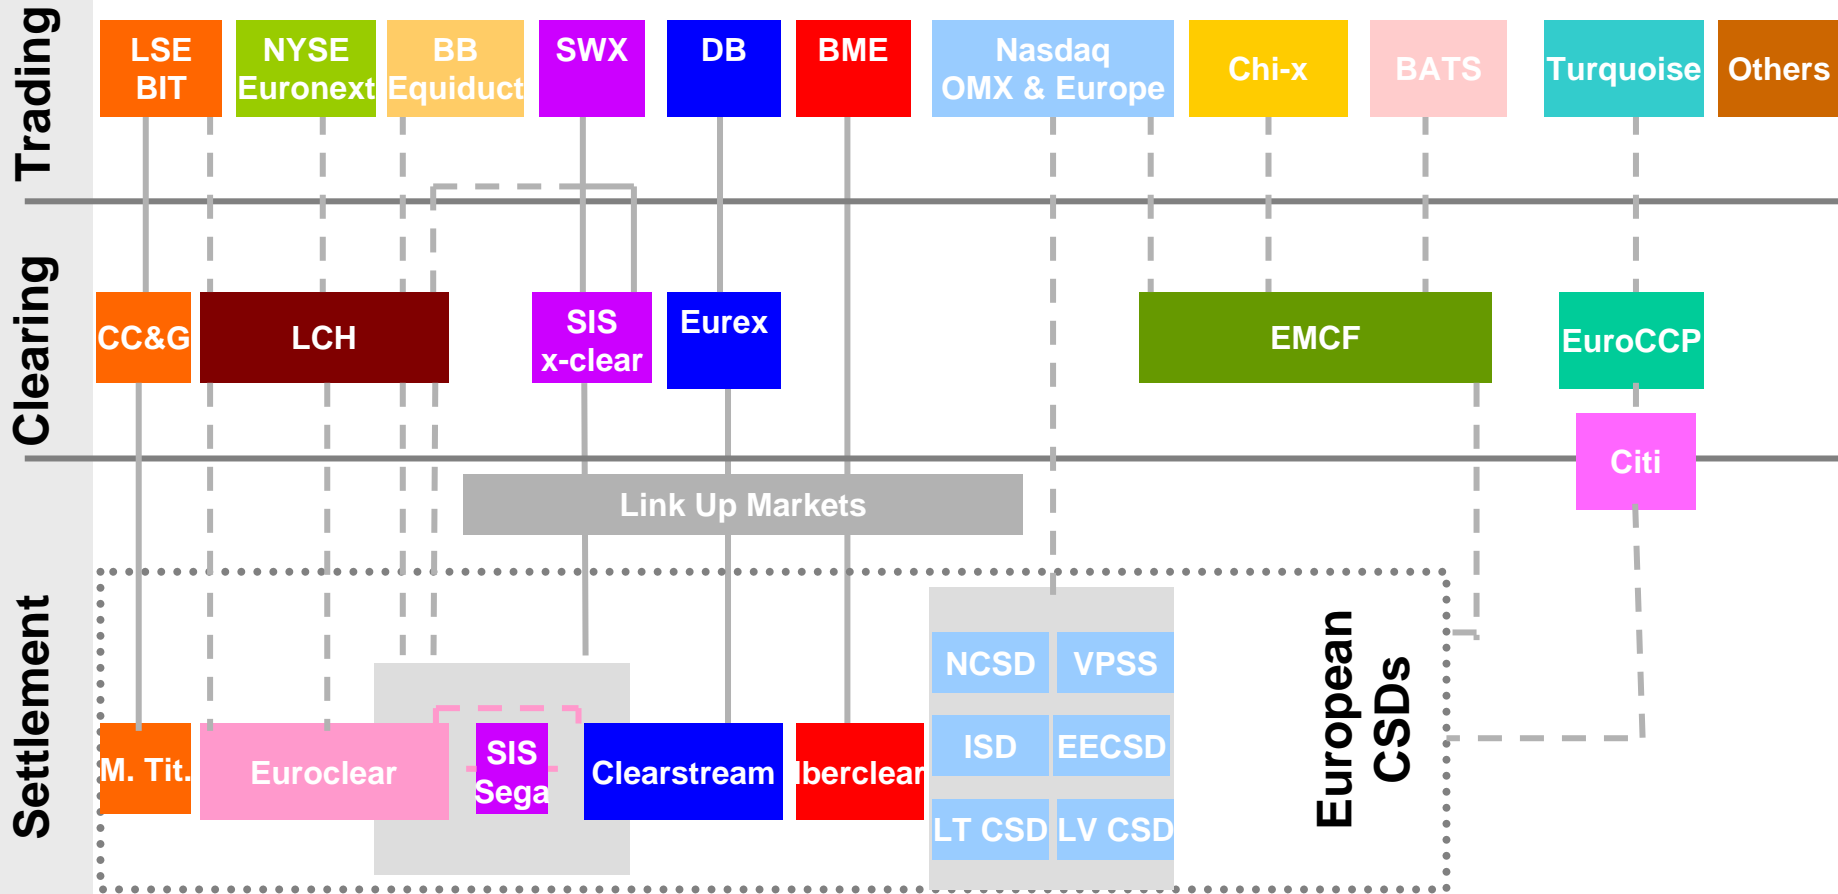 Trading
LSE
BIT
NYSE
Euronext
BB
Equiduct
SWX
DB
BME
Nasdaq
OMX & Europe
Chi-x
BATS
Turquoise
Others
Clearing
CC&G
LCH
SIS
x-clear
Eurex
EMCF
EuroCCP
Citi
Link Up Markets
Settlement
M. Tit.
Euroclear
SIS
Sega
Clearstream
Iberclear
NCSD
VPSS
ISD
EECSD
LT CSD
LV CSD
European
CSDs